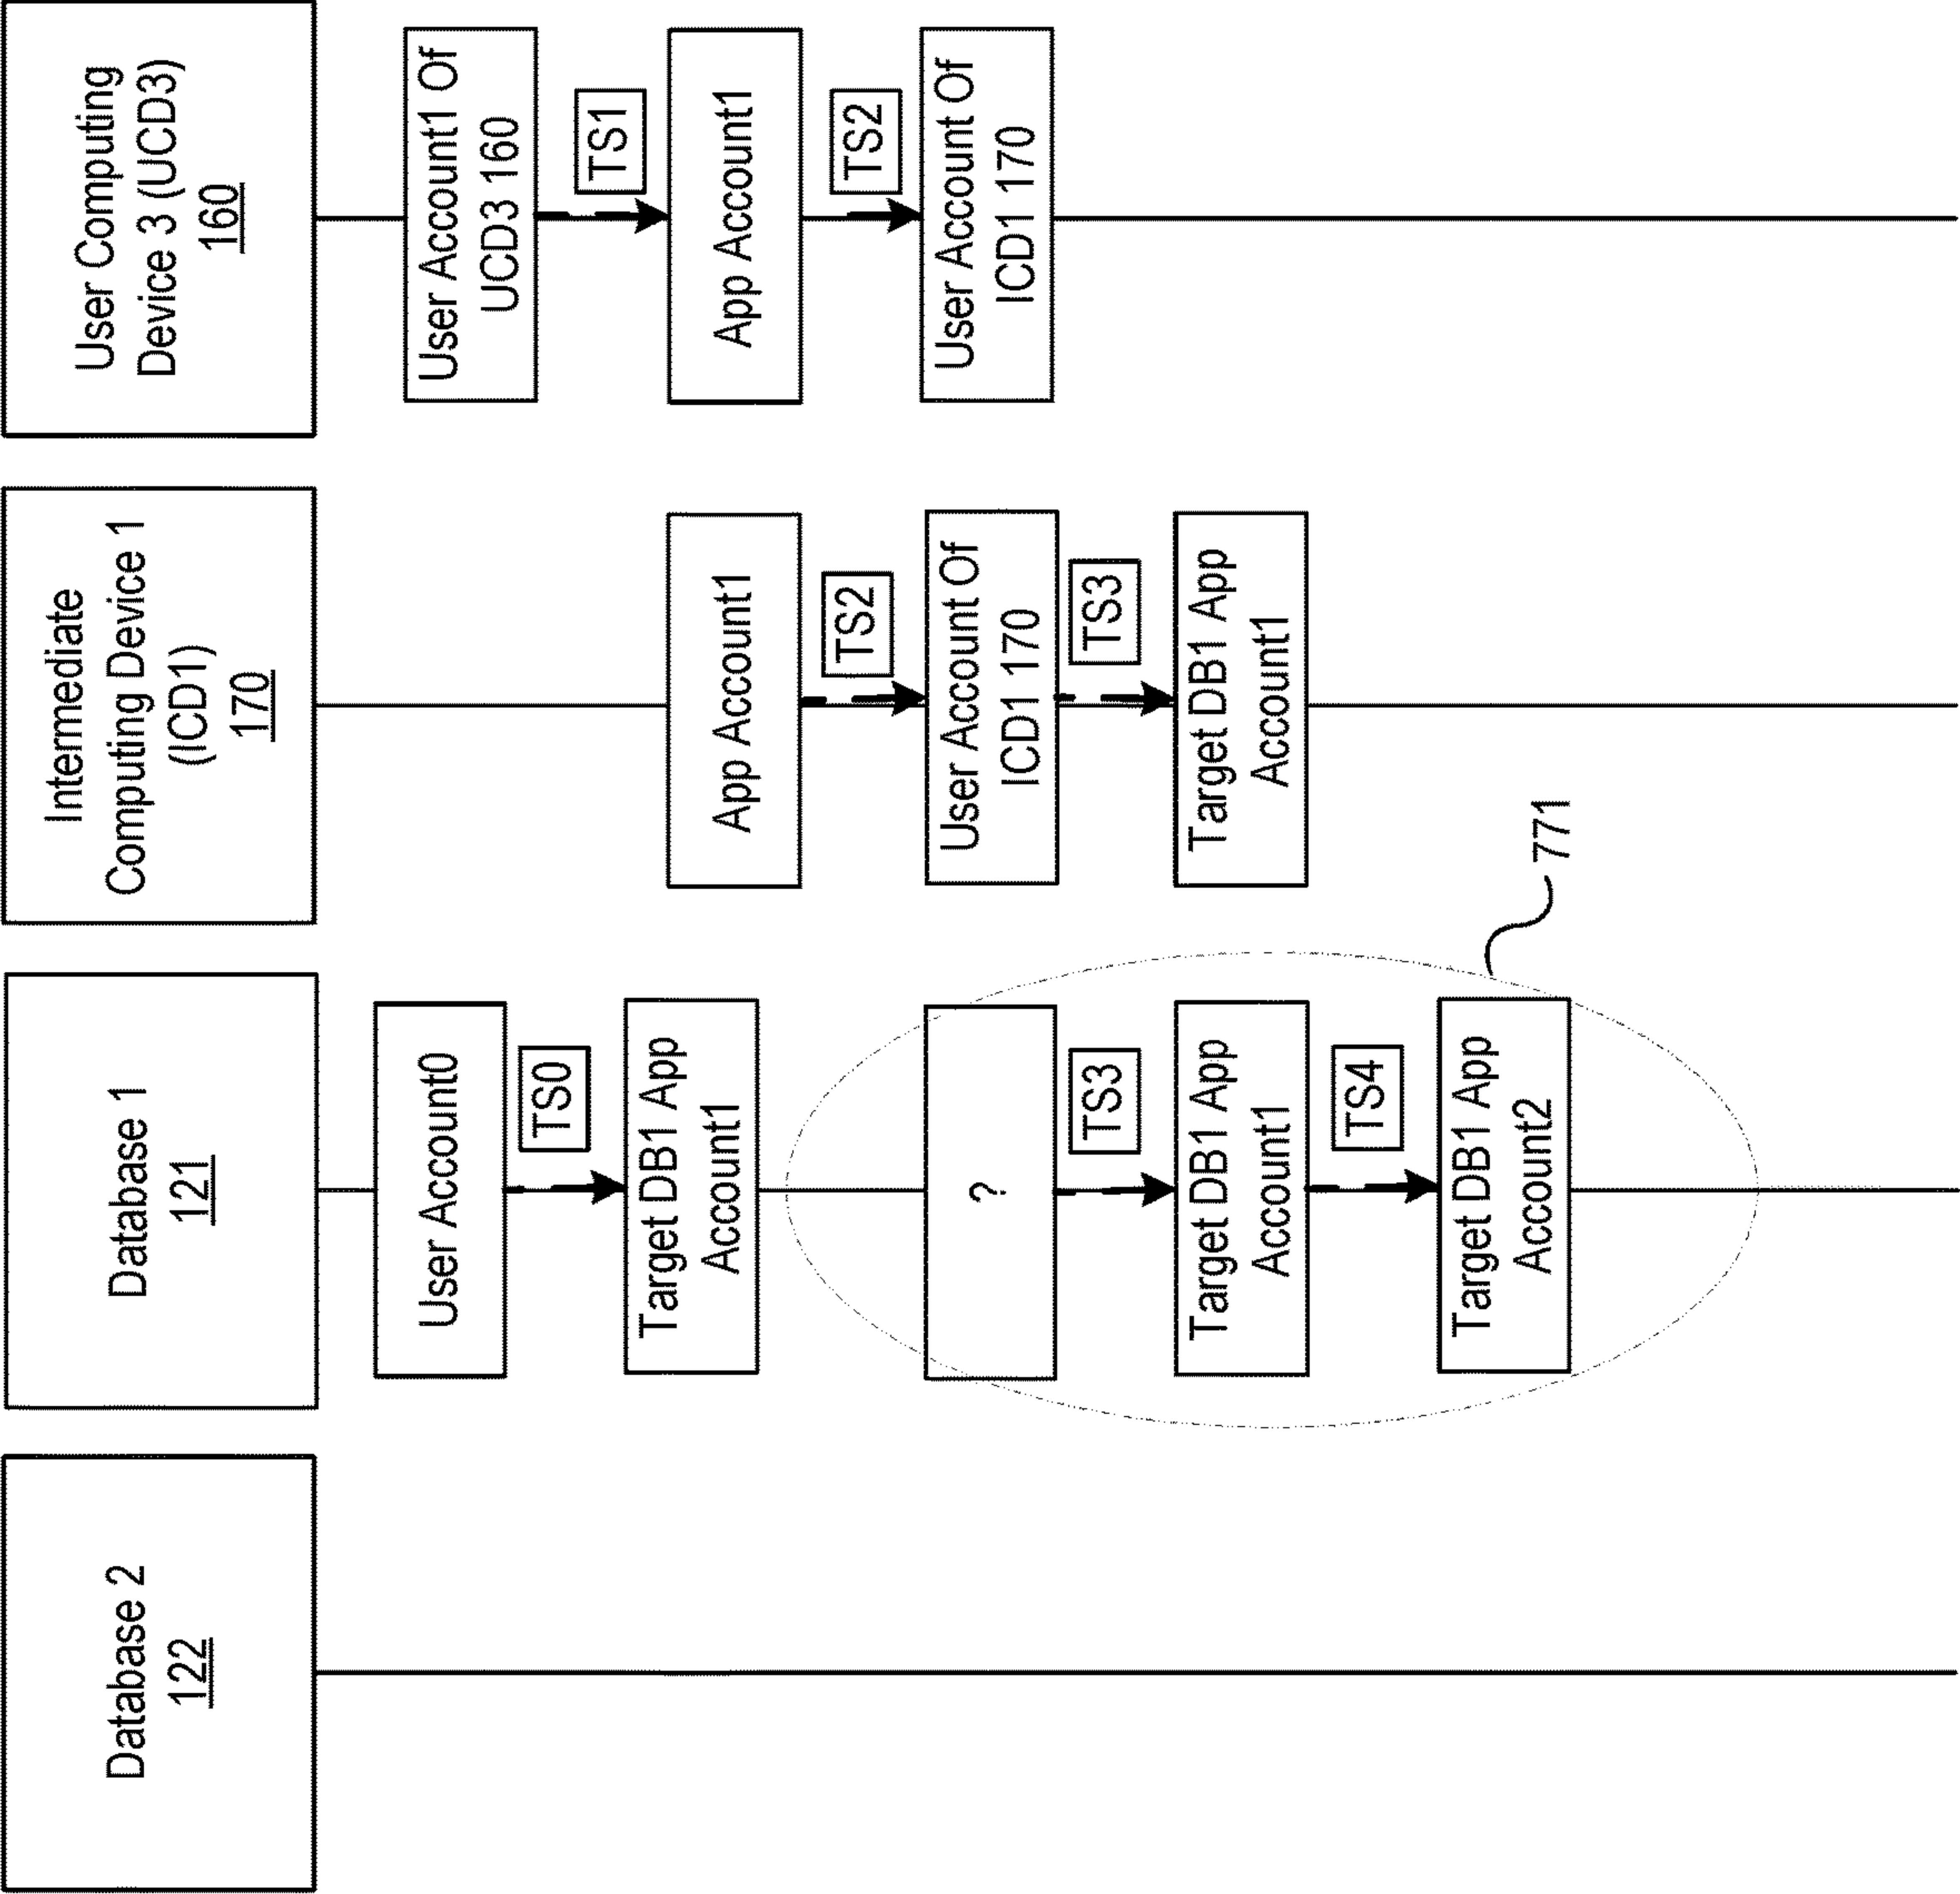 User Computing
Device 3 (UCD3)
160
User Account1 Of
UCD3 160
TS1
App Account1
TS2
User Account Of
ICD1 170
Intermediate
Computing Device 1
(ICD1)
170
App Account1
TS2
User Account Of
ICD1 170
TS3
Target DB1 App
Account1
Database 1
121
User Account0
TS0
Target DB1 App
Account1
?
TS3
Target DB1 App
Account1
TS4
Target DB1 App
Account2
771
Database 2
122